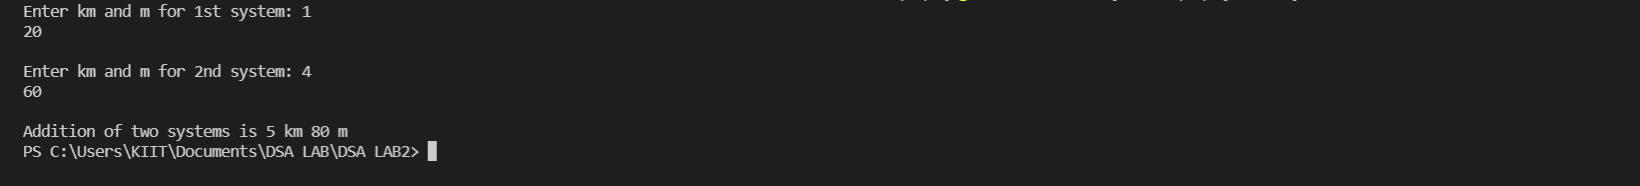 Enter km and m for 1st system: 1
20
Enter km and m for 2nd system: 4
60
Addition of two systems is 5 km 80 m
PS C:\Users\KIIT\Documents\DSA LAB\DSA LAB2>